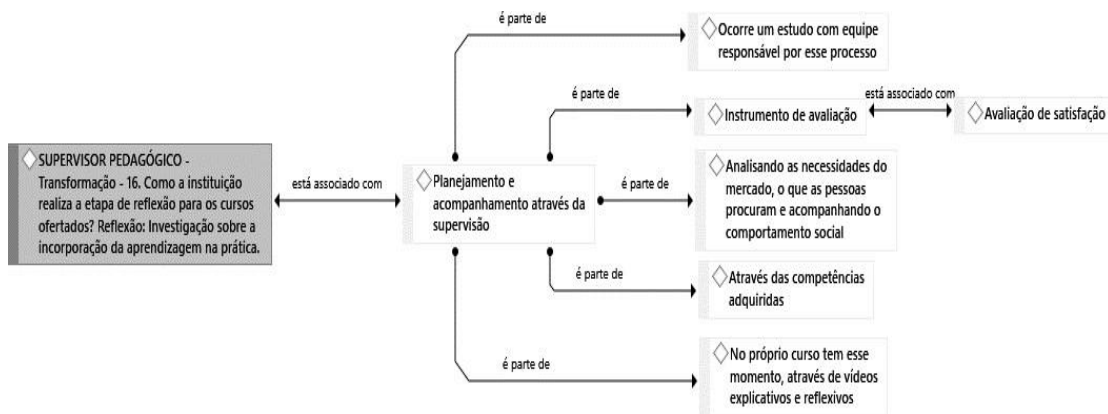 SUPERVISOR PEDAGÓGICO -
Transformação - 16. Como a instituição
realiza a etapa de reflexão para os cursos
ofertados? Reflexão: Investigação sobre a
incorporação da aprendizagem na prática.
está associado com
Planejamento e
acompanhamento através da
supervisão
é parte de
Ocorre um estudo com equipe
responsável por esse processo
é parte de
Instrumento de avaliação
está associado com
Avaliação de satisfação
é parte de
Analisando as necessidades do
mercado, o que as pessoas
procuram e acompanhando o
comportamento social
é parte de
Através das competências
adquiridas
é parte de
No próprio curso tem esse
momento, através de vídeos
explicativos e reflexivos